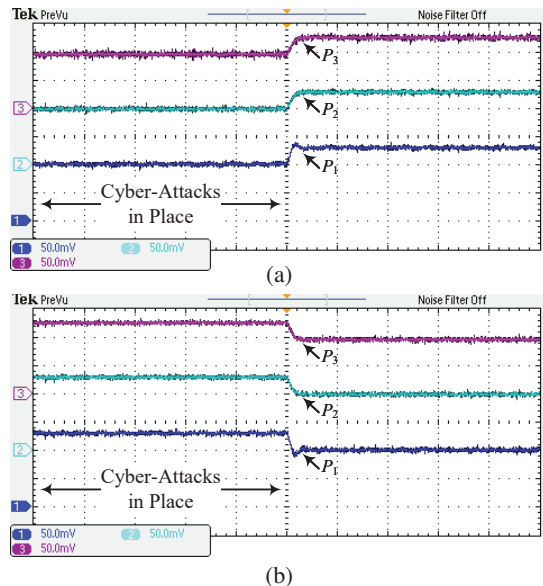 Tek PreVu Noise Filter Off
P3
3
P2
2
P1
Cyber-Attacks
in Place
1
1 50.0mV 2 50.0mV
3 50.0mV
(a)
Tek PreVu Noise Filter Off
P3
3
P2
2
P1
Cyber-Attacks
in Place
1
1 50.0mV 2 50.0mV
3 50.0mV
(b)